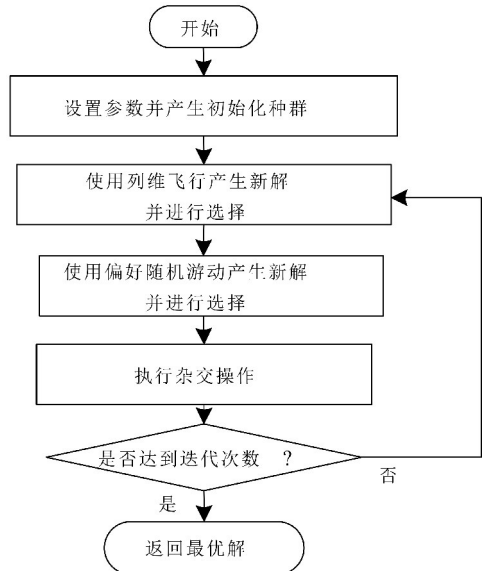 开始
设置参数并产生初始化种群
使用列维飞行产生新解
并进行选择
使用偏好随机游动产生新解
并进行选择
执行杂交操作
是否达到迭代次数 ?
否
是
返回最优解